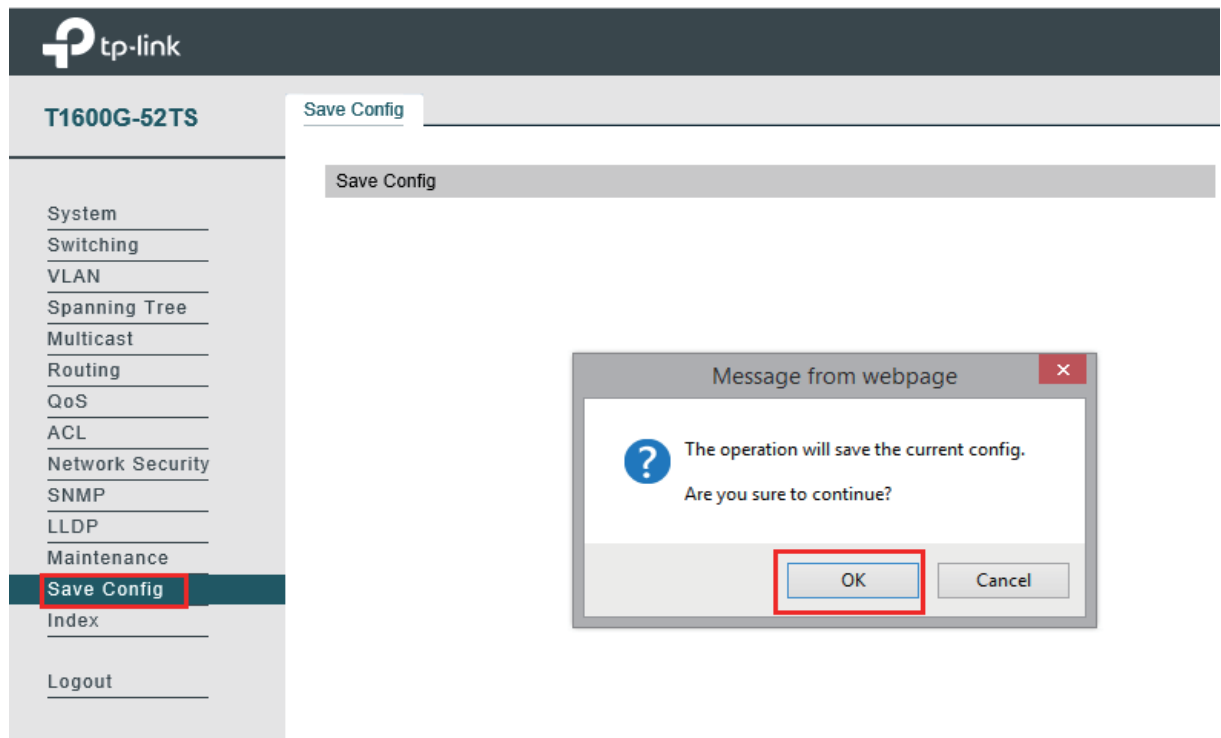 tp-link
T1600G-52TS
Save Config
Save Config
System
Switching
VLAN
Spanning Tree
Multicast
Routing
QoS
ACL
Network Security
SNMP
LLDP
Maintenance
Save Config
Index
Logout
Message from webpage
The operation will save the current config.
Are you sure to continue?
OK
Cancel